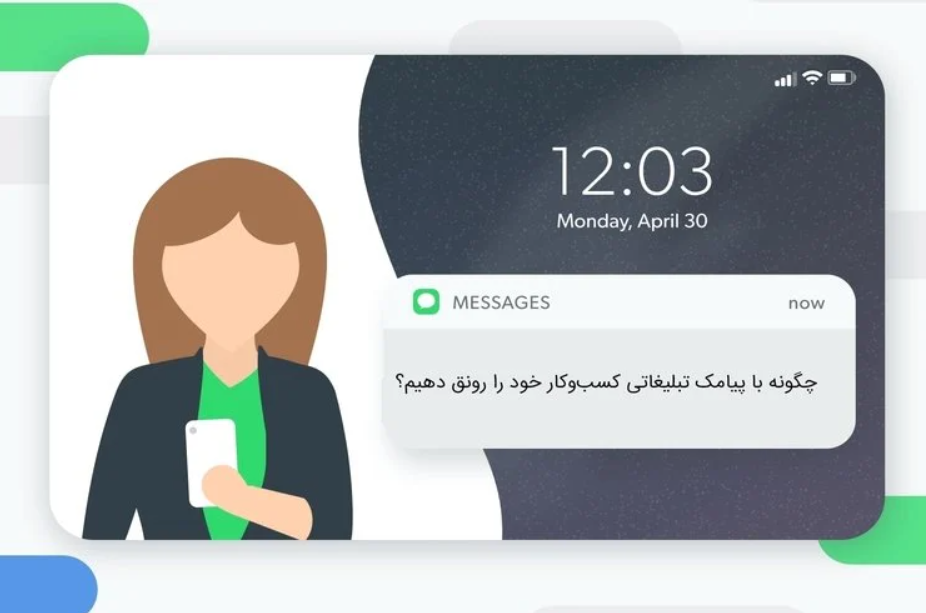 12:03
Monday, April 30
MESSAGES now
چگونه با پیامک تبلیغاتی کسب‌وکار خود را رونق دهیم؟